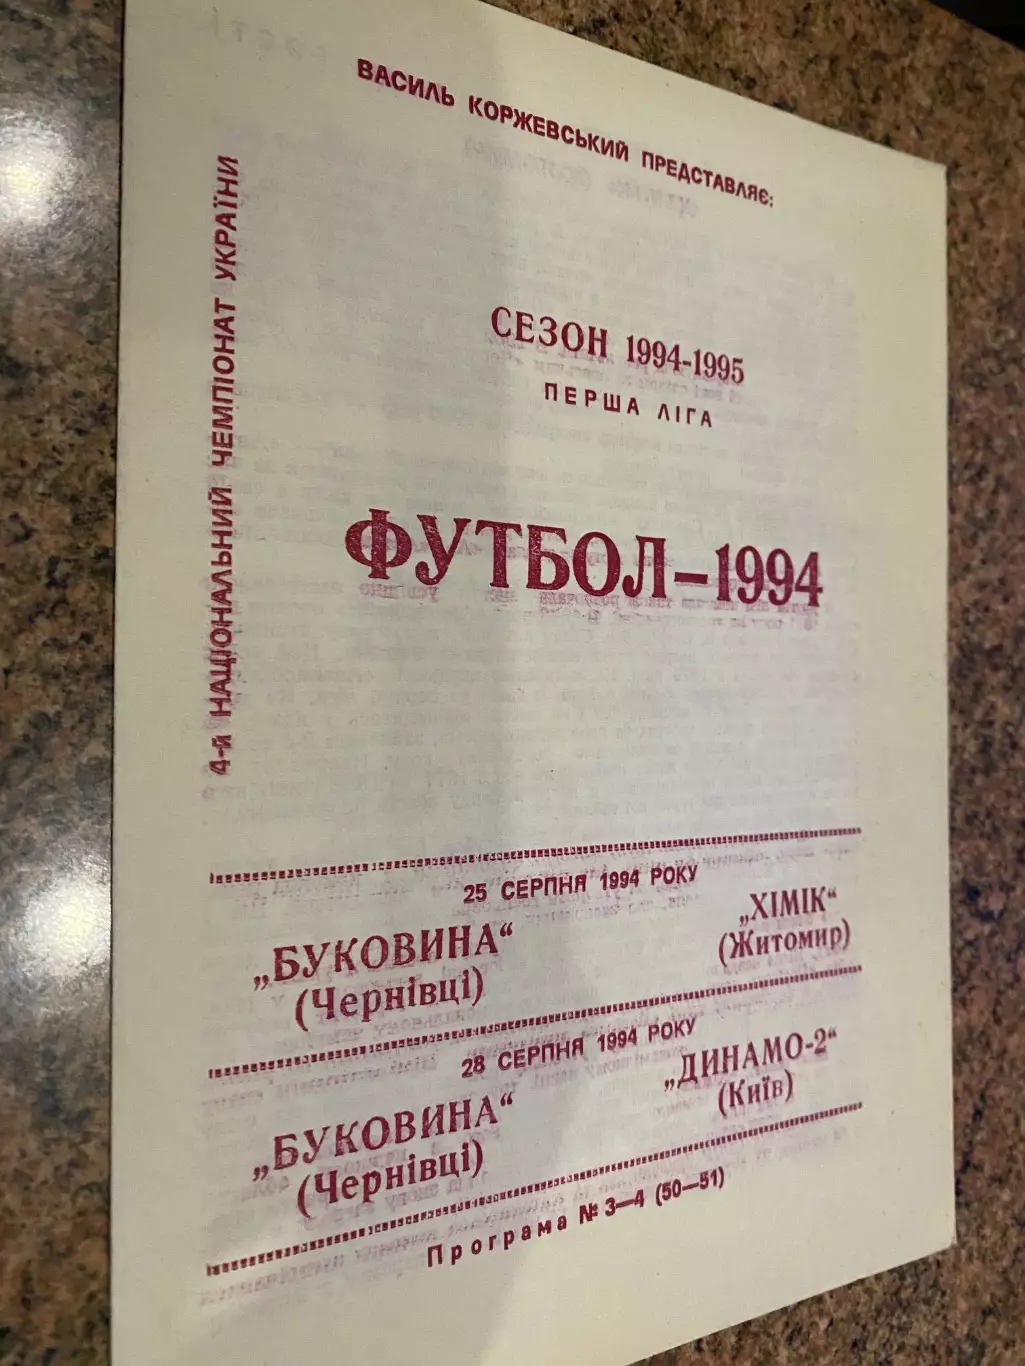 ВАСИЛЬ КОРЖЕВСЬКИЙ ПРЕДСТАВЛЯЄ:
4-й НАЦІОНАЛЬНИЙ ЧЕМПІОНАТ УКРАЇНИ
СЕЗОН 1994-1995
ПЕРША ЛІГА
ФУТБОЛ–1994
25 СЕРПНЯ 1994 РОКУ
„БУКОВИНА“ „ХІМІК“
(Чернівці) (Житомир)
28 СЕРПНЯ 1994 РОКУ
„БУКОВИНА“ „ДИНАМО-2“
(Чернівці) (Київ)
Програма № 3—4 (50—51)